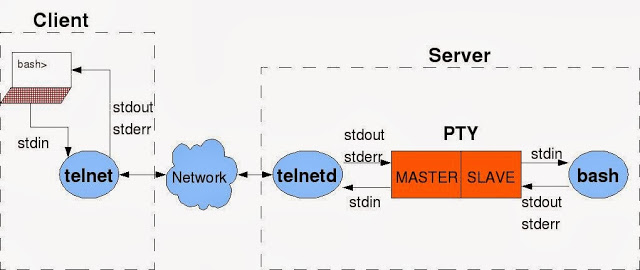 Client
bash>
stdout
stderr
stdin
telnet
Network
Server
telnetd
stdout
stderr
stdin
PTY
MASTER
SLAVE
stdin
stdout
stderr
bash